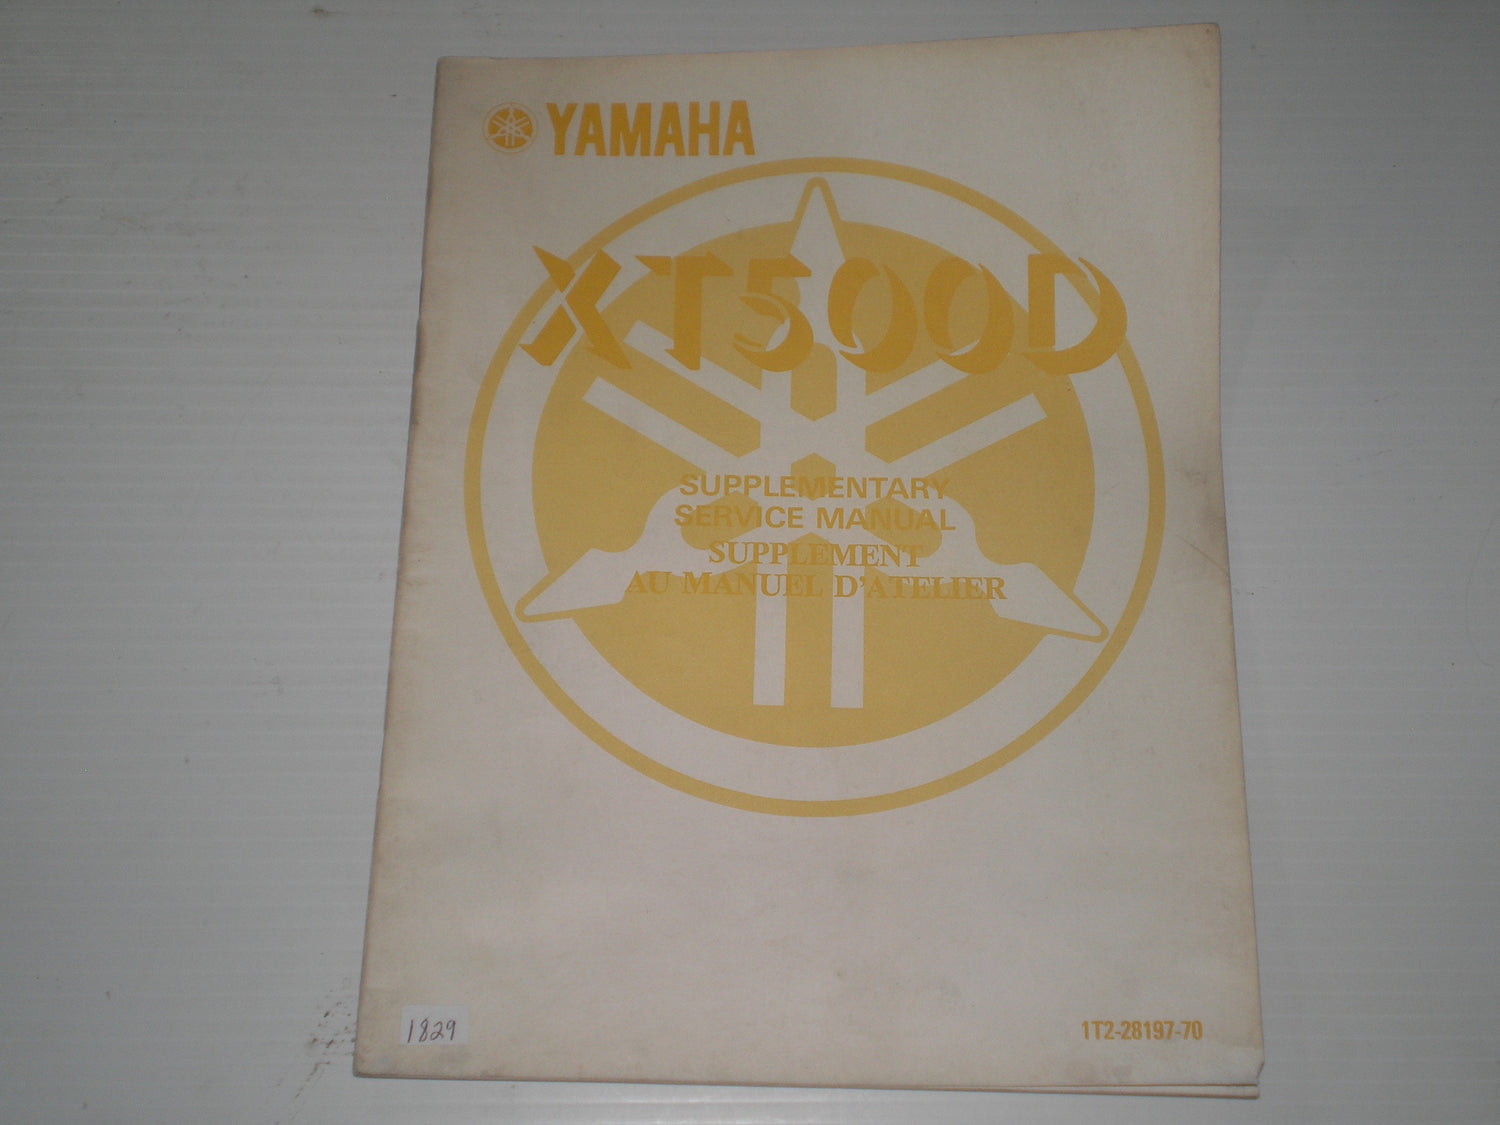 YAMAHA
XT500D
SUPPLEMENTARY
SERVICE MANUAL
SUPPLEMENT
AU MANUEL D'ATELIER
1829
1T2-28197-70